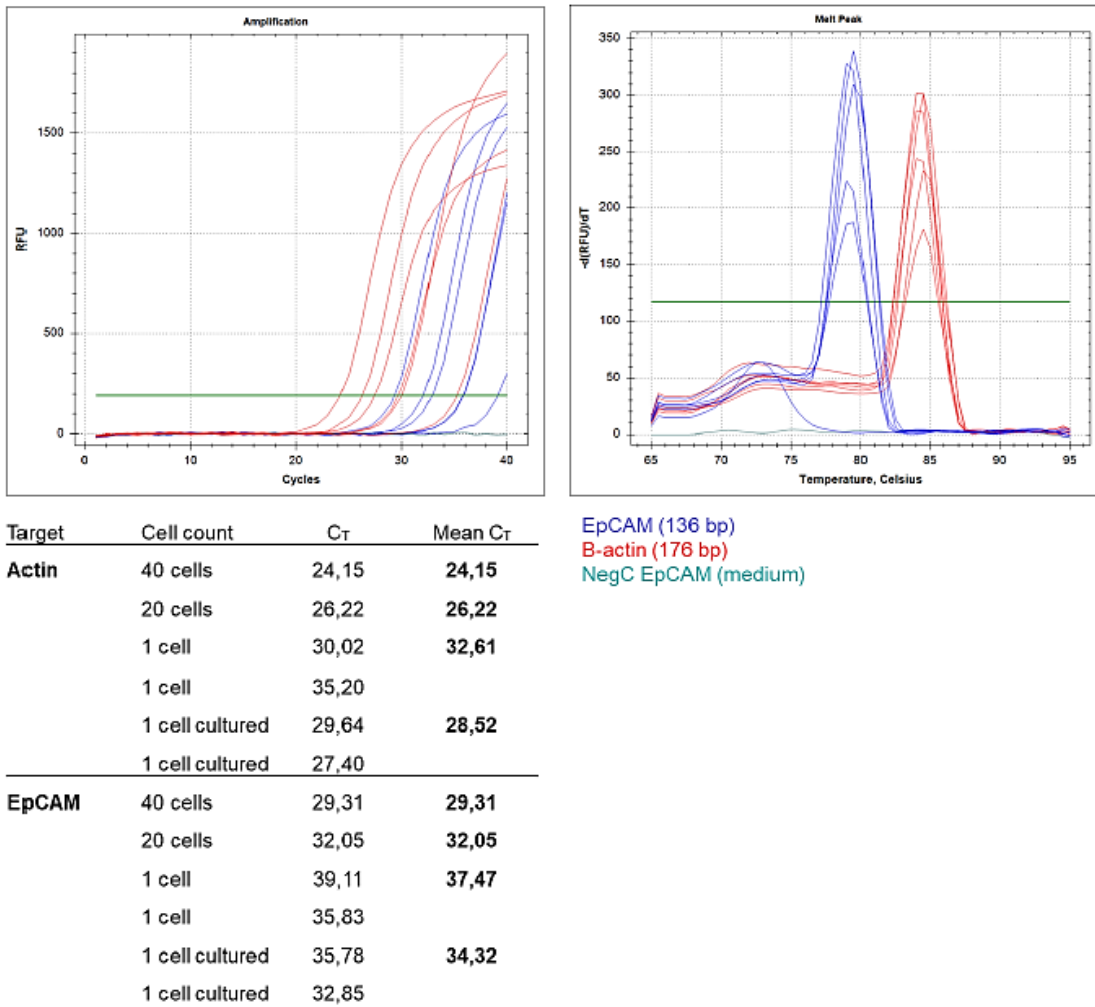 Amplification
1500
1000
500
0
RFU
0 10 20 30 40
Cycles
Melt Peak
350
300
250
200
150
100
50
0
-d(RFU)/dT
65 70 75 80 85 90 95
Temperature, Celsius
Target Cell count CT Mean CT
Actin 40 cells 24,15 24,15
20 cells 26,22 26,22
1 cell 30,02 32,61
1 cell 35,20
1 cell cultured 29,64 28,52
1 cell cultured 27,40
EpCAM 40 cells 29,31 29,31
20 cells 32,05 32,05
1 cell 39,11 37,47
1 cell 35,83
1 cell cultured 35,78 34,32
1 cell cultured 32,85
EpCAM (136 bp)
B-actin (176 bp)
NegC EpCAM (medium)